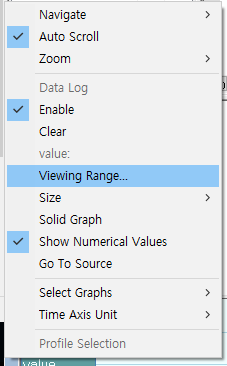 Navigate
Auto Scroll
Zoom
Data Log
Enable
Clear
value:
Viewing Range...
Size
Solid Graph
Show Numerical Values
Go To Source
Select Graphs
Time Axis Unit
Profile Selection
value